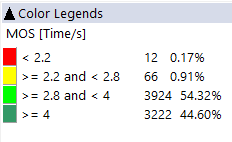 Color Legends
MOS [Time/s]
< 2.2 12 0.17%
>= 2.2 and < 2.8 66 0.91%
>= 2.8 and < 4 3924 54.32%
>= 4 3222 44.60%